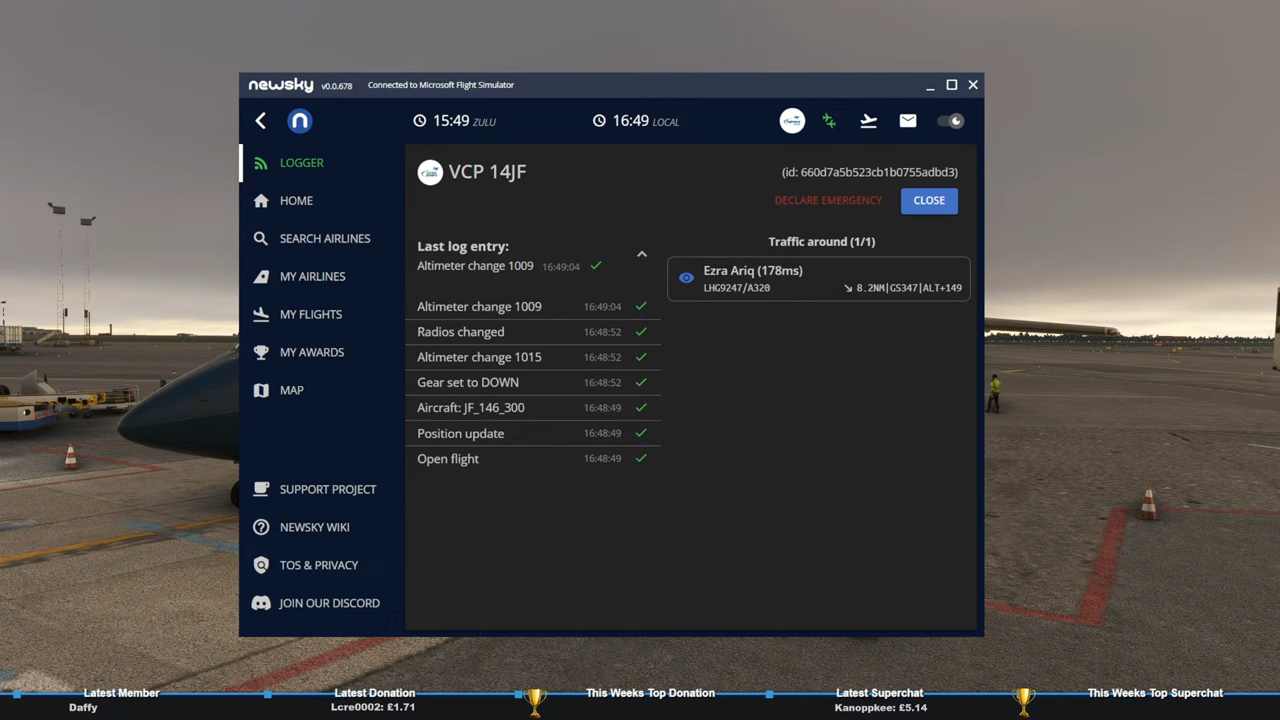 newsky v0.0.678 Connected to Microsoft Flight Simulator
15:49 ZULU 16:49 LOCAL
LOGGER
HOME
SEARCH AIRLINES
MY AIRLINES
MY FLIGHTS
MY AWARDS
MAP
SUPPORT PROJECT
NEWSKY WIKI
TOS & PRIVACY
JOIN OUR DISCORD
VCP 14JF
(id: 660d7a5b523cb1b0755adbd3)
DECLARE EMERGENCY CLOSE
Last log entry:
Altimeter change 1009 16:49:04
Altimeter change 1009 16:49:04
Radios changed 16:48:52
Altimeter change 1015 16:48:52
Gear set to DOWN 16:48:52
Aircraft: JF_146_300 16:48:49
Position update 16:48:49
Open flight 16:48:49
Traffic around (1/1)
Ezra Ariq (178ms)
LHG9247/A320 ↘ 8.2NM|GS347|ALT+149
Latest Member Latest Donation This Weeks Top Donation Latest Superchat This Weeks Top Superchat
Daffy Lcre0002: £1.71 Kanoppkee: £5.14